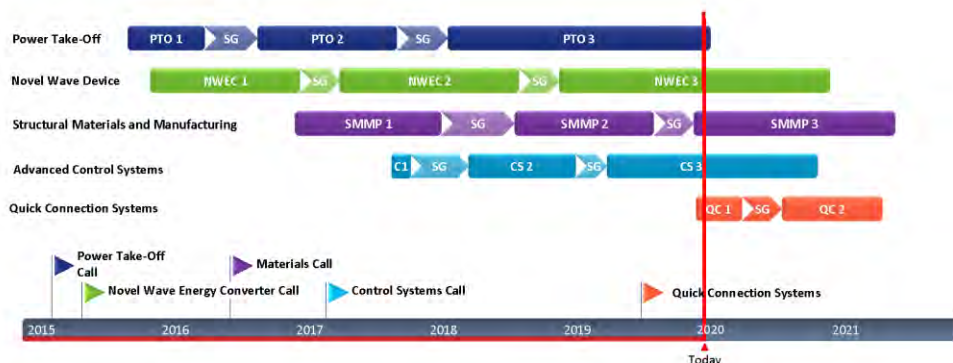 Power Take-Off PTO 1 SG PTO 2 SG PTO 3
Novel Wave Device NWEC 1 SG NWEC 2 SG NWEC 3
Structural Materials and Manufacturing SMMP 1 SG SMMP 2 SG SMMP 3
Advanced Control Systems C1 SG CS 2 SG CS 3
Quick Connection Systems QC 1 SG QC 2
Power Take-Off
Call
Materials Call
Novel Wave Energy Converter Call Control Systems Call Quick Connection Systems
2015 2016 2017 2018 2019 2020 2021
Today